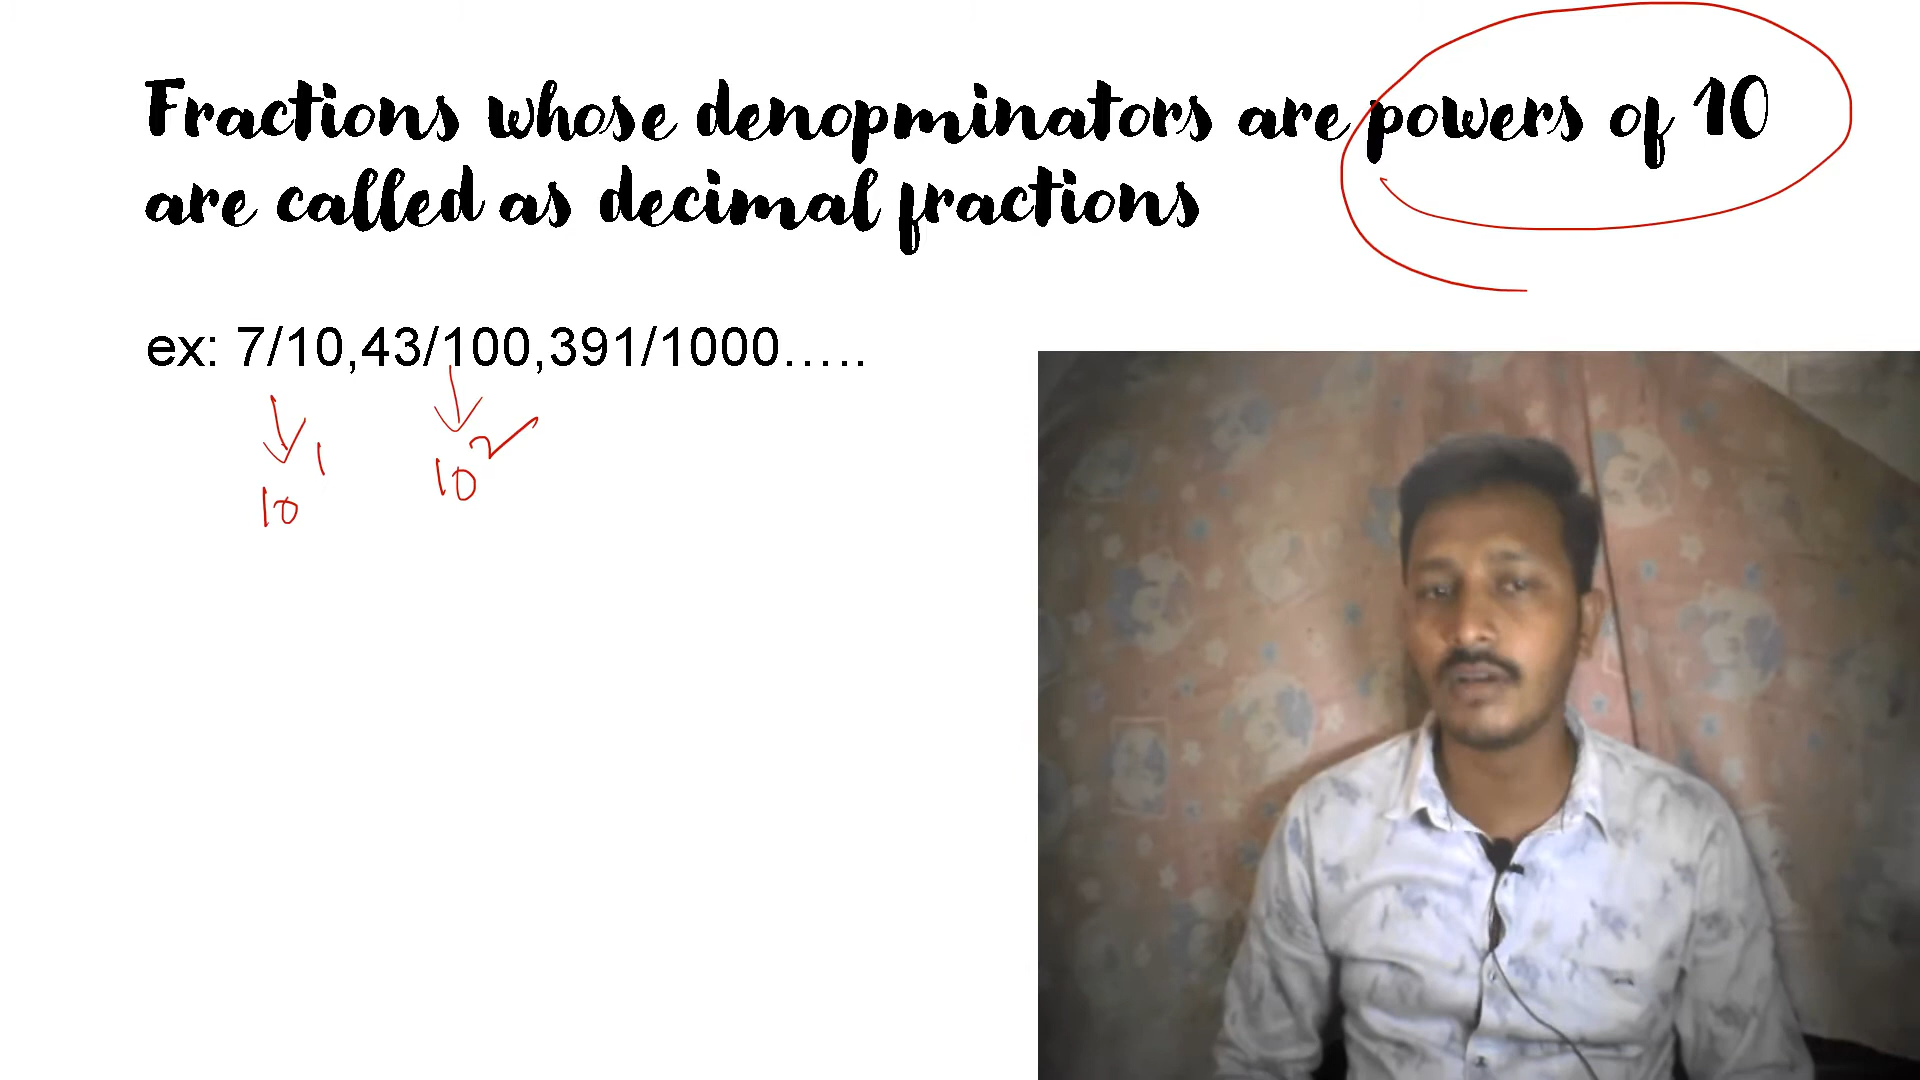 Fractions whose denopminators are powers of 10
are called as decimal fractions
ex: 7/10,43/100,391/1000.....
10¹ 10²